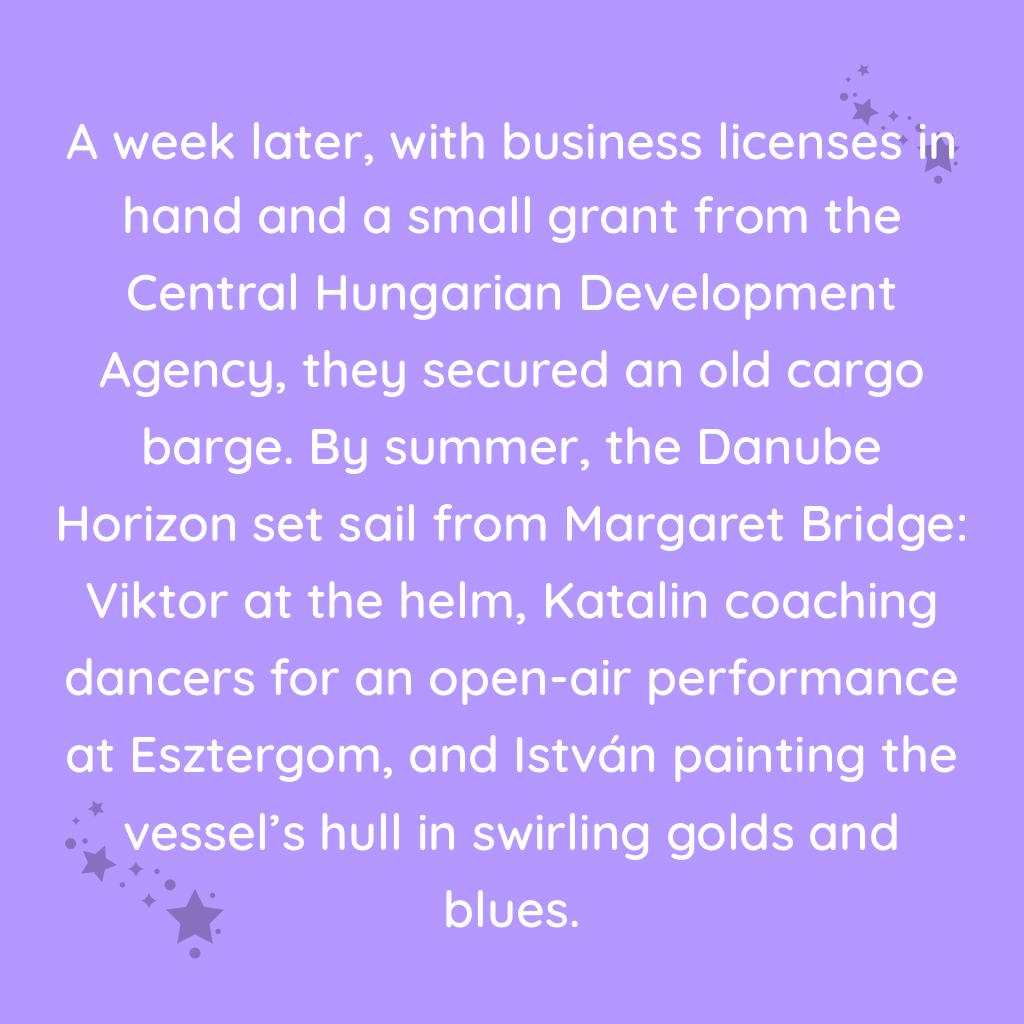 A week later, with business licenses in
hand and a small grant from the
Central Hungarian Development
Agency, they secured an old cargo
barge. By summer, the Danube
Horizon set sail from Margaret Bridge:
Viktor at the helm, Katalin coaching
dancers for an open-air performance
at Esztergom, and István painting the
vessel’s hull in swirling golds and
blues.